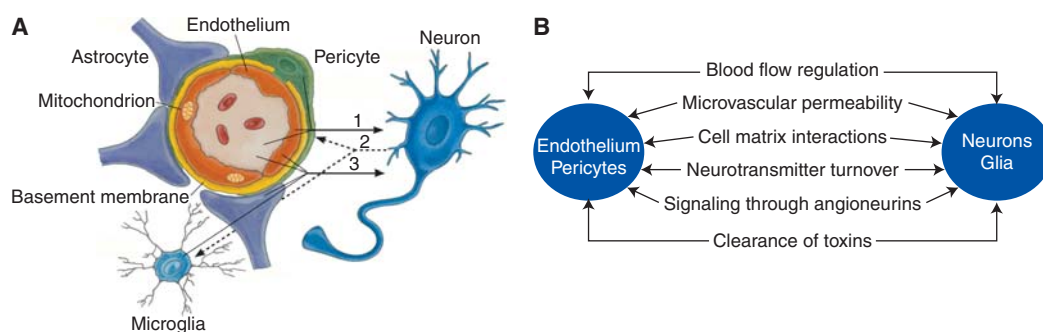 A
Endothelium
Astrocyte
Pericyte
Neuron
Mitochondrion
1
2
3
Basement membrane
Microglia
B
Blood flow regulation
Microvascular permeability
Cell matrix interactions
Endothelium
Pericytes
Neurons
Glia
Neurotransmitter turnover
Signaling through angioneurins
Clearance of toxins